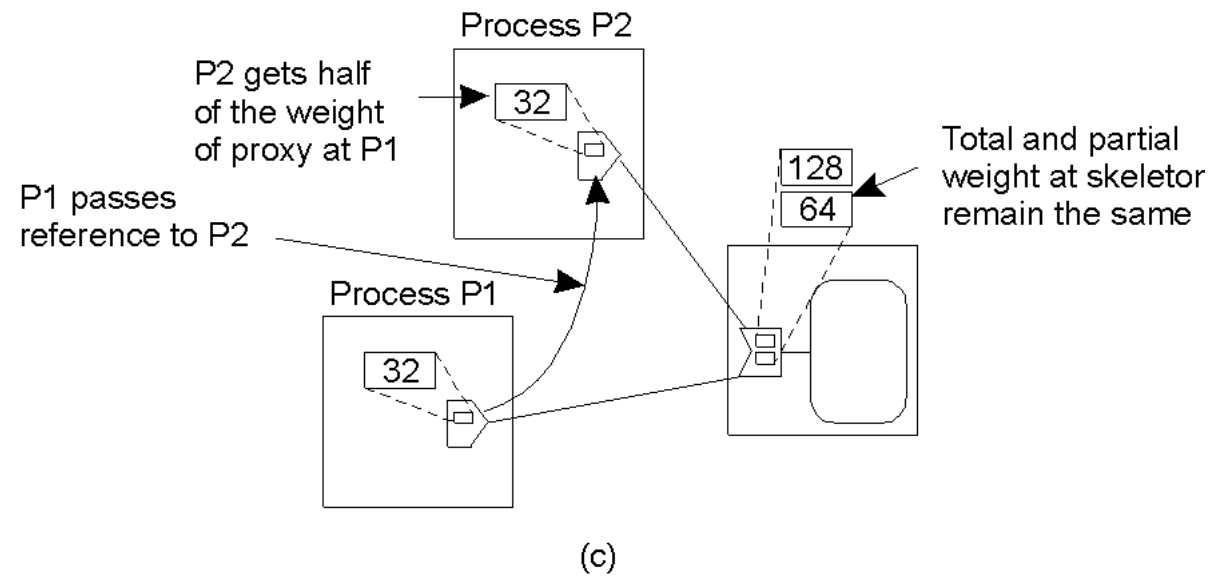 Process P2
P2 gets half
of the weight
of proxy at P1
32
Total and partial
weight at skeletor
remain the same
128
64
P1 passes
reference to P2
Process P1
32
(c)